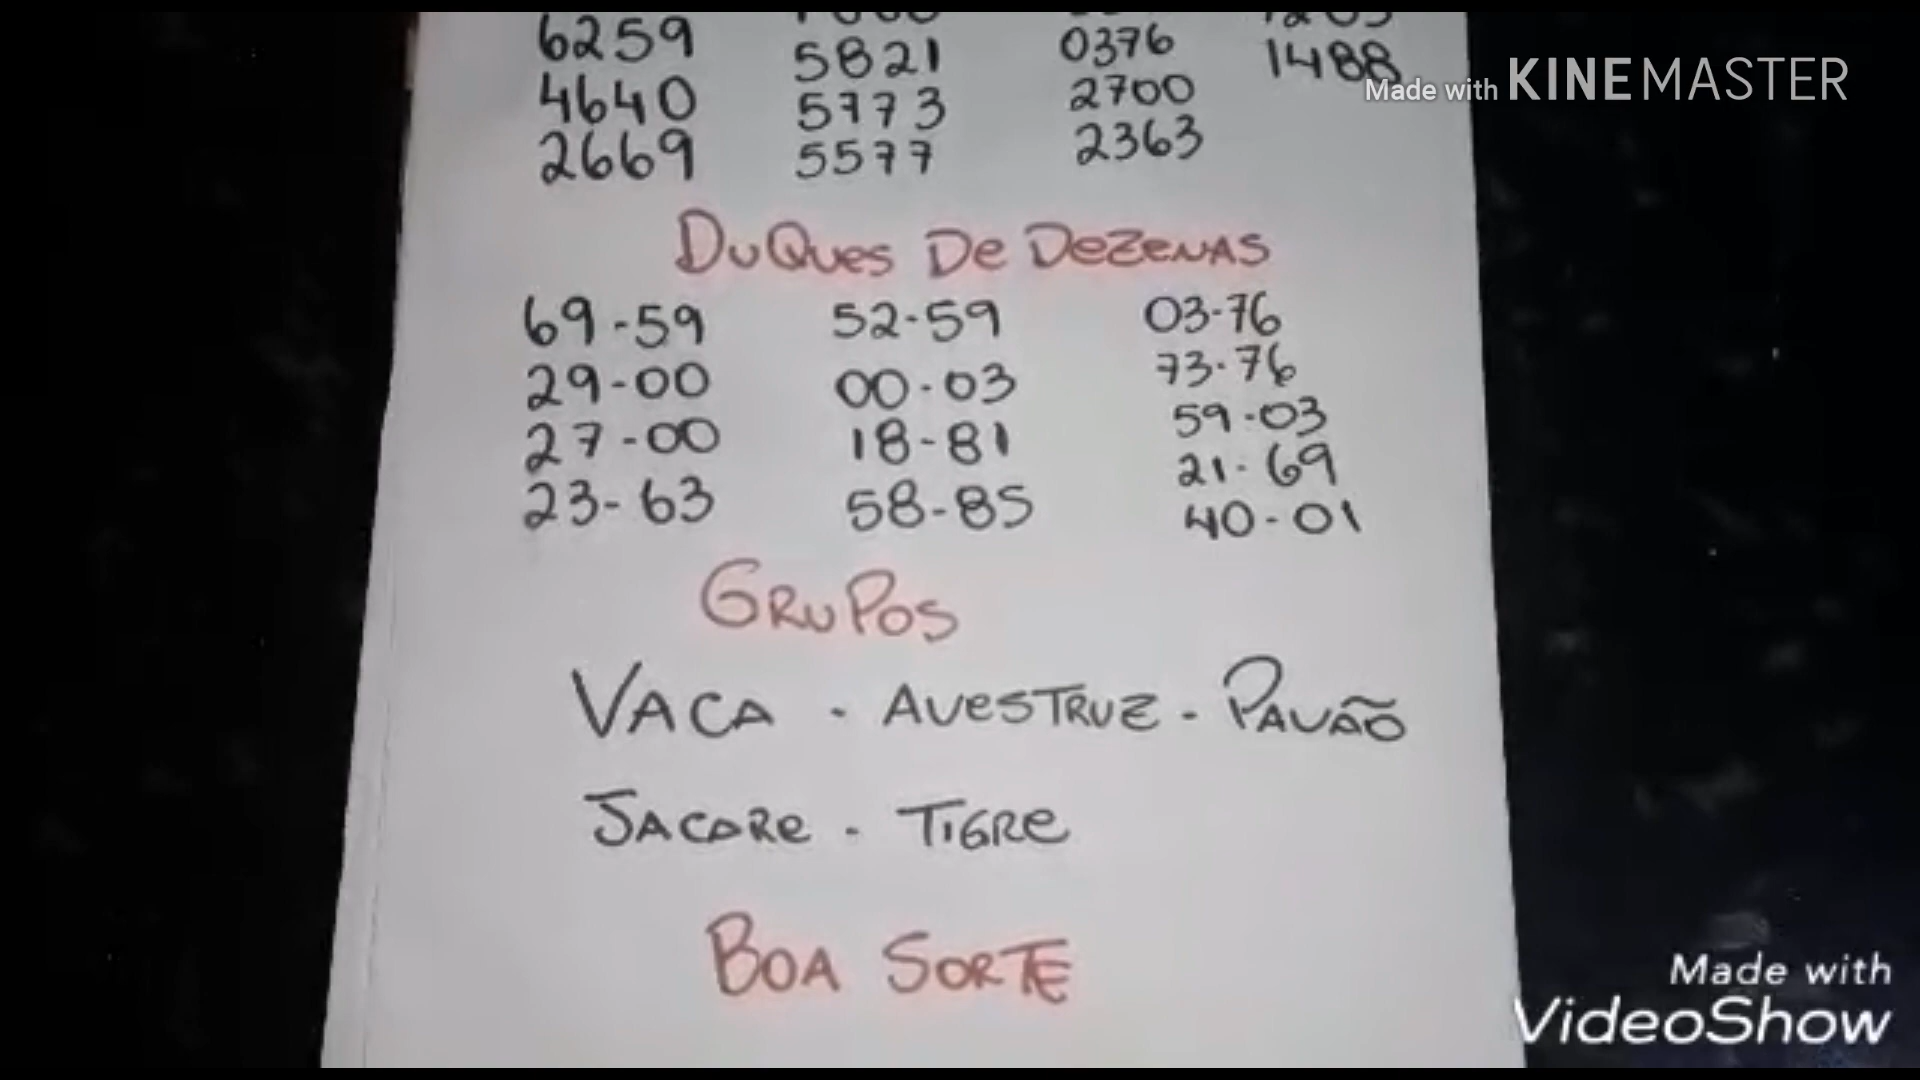 6259 5821 0376 1488
Made with KINEMASTER
4640 5773 2700
2669 5577 2363
DuQues De DeZeNAS
69-59 52-59 03-76
29-00 00-03 73-76
27-00 18-81 59-03
23-63 58-85 21-69
40-01
GRuPos
VACA - AVESTRUZ - PAVÃO
JACARe - TIGRe
BOA SORTE
Made with
VideoShow